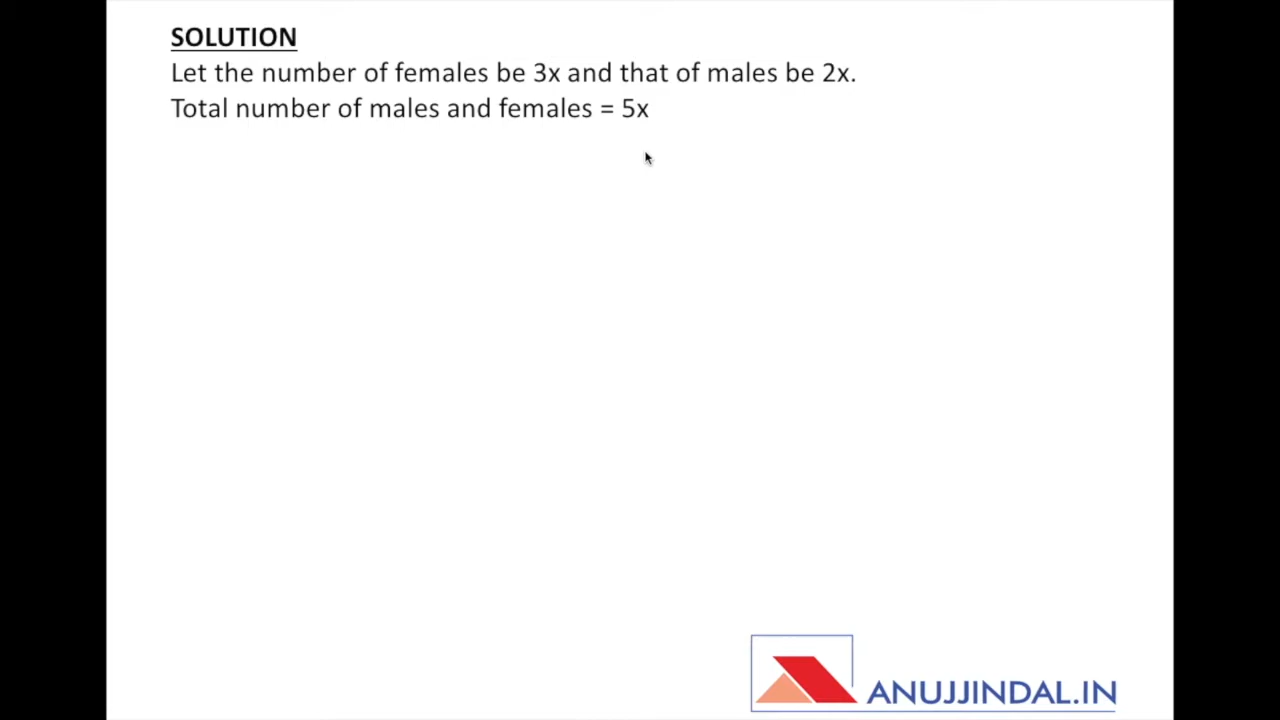 SOLUTION
Let the number of females be 3x and that of males be 2x.
Total number of males and females = 5x
ANUJJINDAL.IN